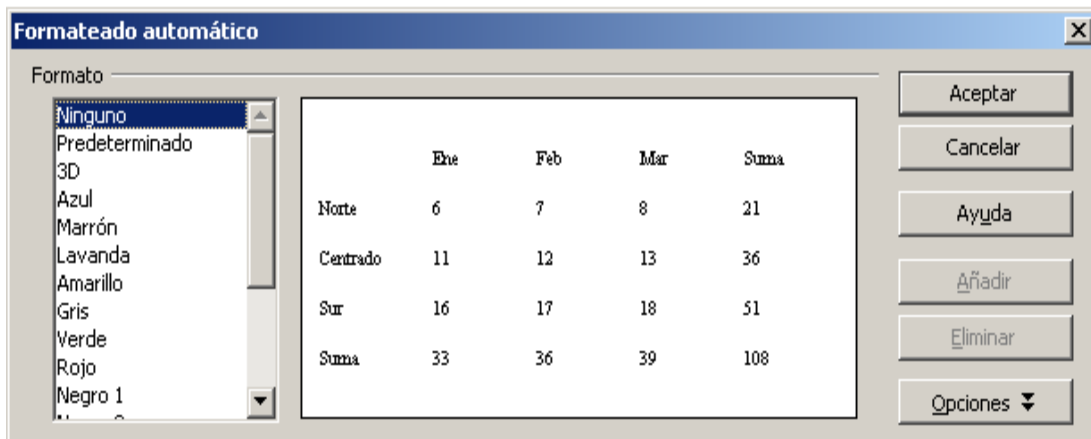 Formateado automático
Formato
Ninguno
Predeterminado
3D
Azul
Marrón
Lavanda
Amarillo
Gris
Verde
Rojo
Negro 1
Ene Feb Mar Suma
Norte 6 7 8 21
Centrado 11 12 13 36
Sur 16 17 18 51
Suma 33 36 39 108
Aceptar
Cancelar
Ayuda
Añadir
Eliminar
Opciones